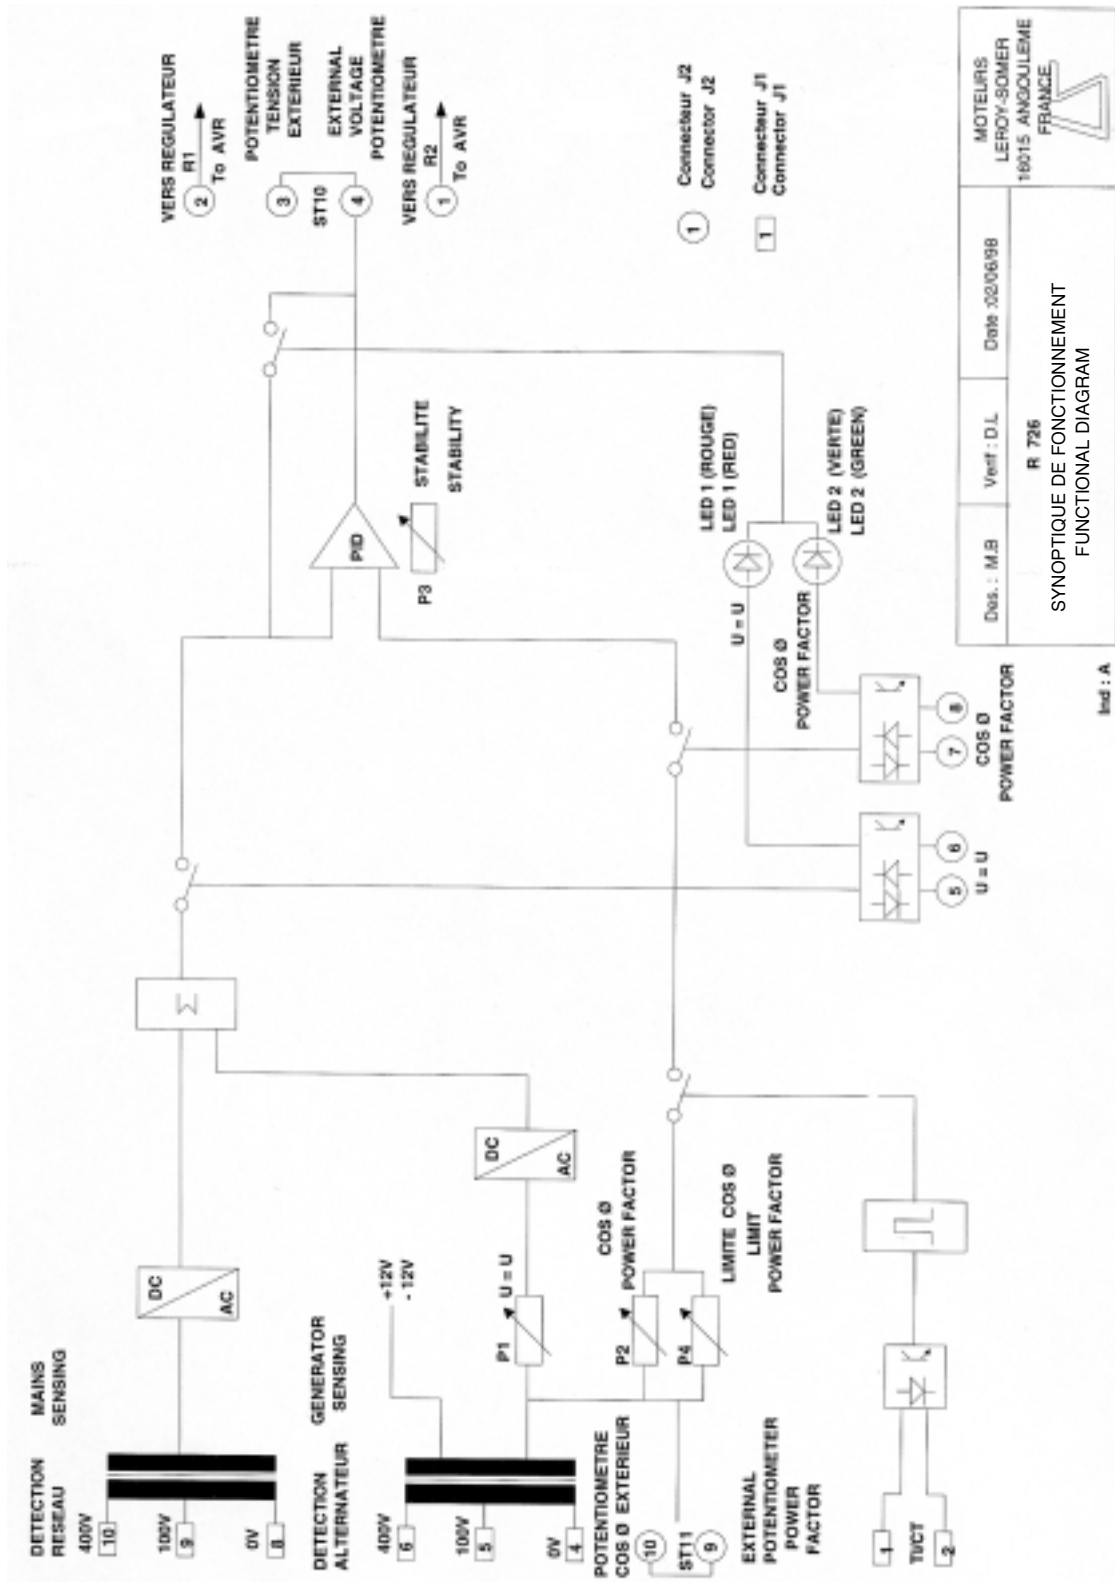 DETECTION
RESEAU
MAINS
SENSING
400V
10
100V
9
0V
8
DC
AC
Σ
DETECTION
ALTERNATEUR
GENERATOR
SENSING
400V
6
100V
5
0V
4
+12V
- 12V
P1
U = U
DC
AC
POTENTIOMETRE
COS Ø EXTERIEUR
10
ST11
9
EXTERNAL
POTENTIOMETER
POWER
FACTOR
P2
COS Ø
POWER FACTOR
P4
LIMITE COS Ø
LIMIT
POWER FACTOR
1
TI/CT
2
5
6
U = U
7
8
COS Ø
POWER FACTOR
U = U
COS Ø
POWER FACTOR
LED 1 (ROUGE)
LED 1 (RED)
LED 2 (VERTE)
LED 2 (GREEN)
PID
P3
STABILITE
STABILITY
VERS REGULATEUR
2
R1
To AVR
3
POTENTIOMETRE
TENSION
EXTERIEUR
ST10
4
EXTERNAL
VOLTAGE
POTENTIOMETRE
VERS REGULATEUR
1
R2
To AVR
1
Connecteur J2
Connector J2
1
Connecteur J1
Connector J1
Des. : M.B
Verif : D.L
Date :02/06/98
MOTEURS
LEROY-SOMER
16015 ANGOULEME
FRANCE
R 726
SYNOPTIQUE DE FONCTIONNEMENT
FUNCTIONAL DIAGRAM
Ind : A